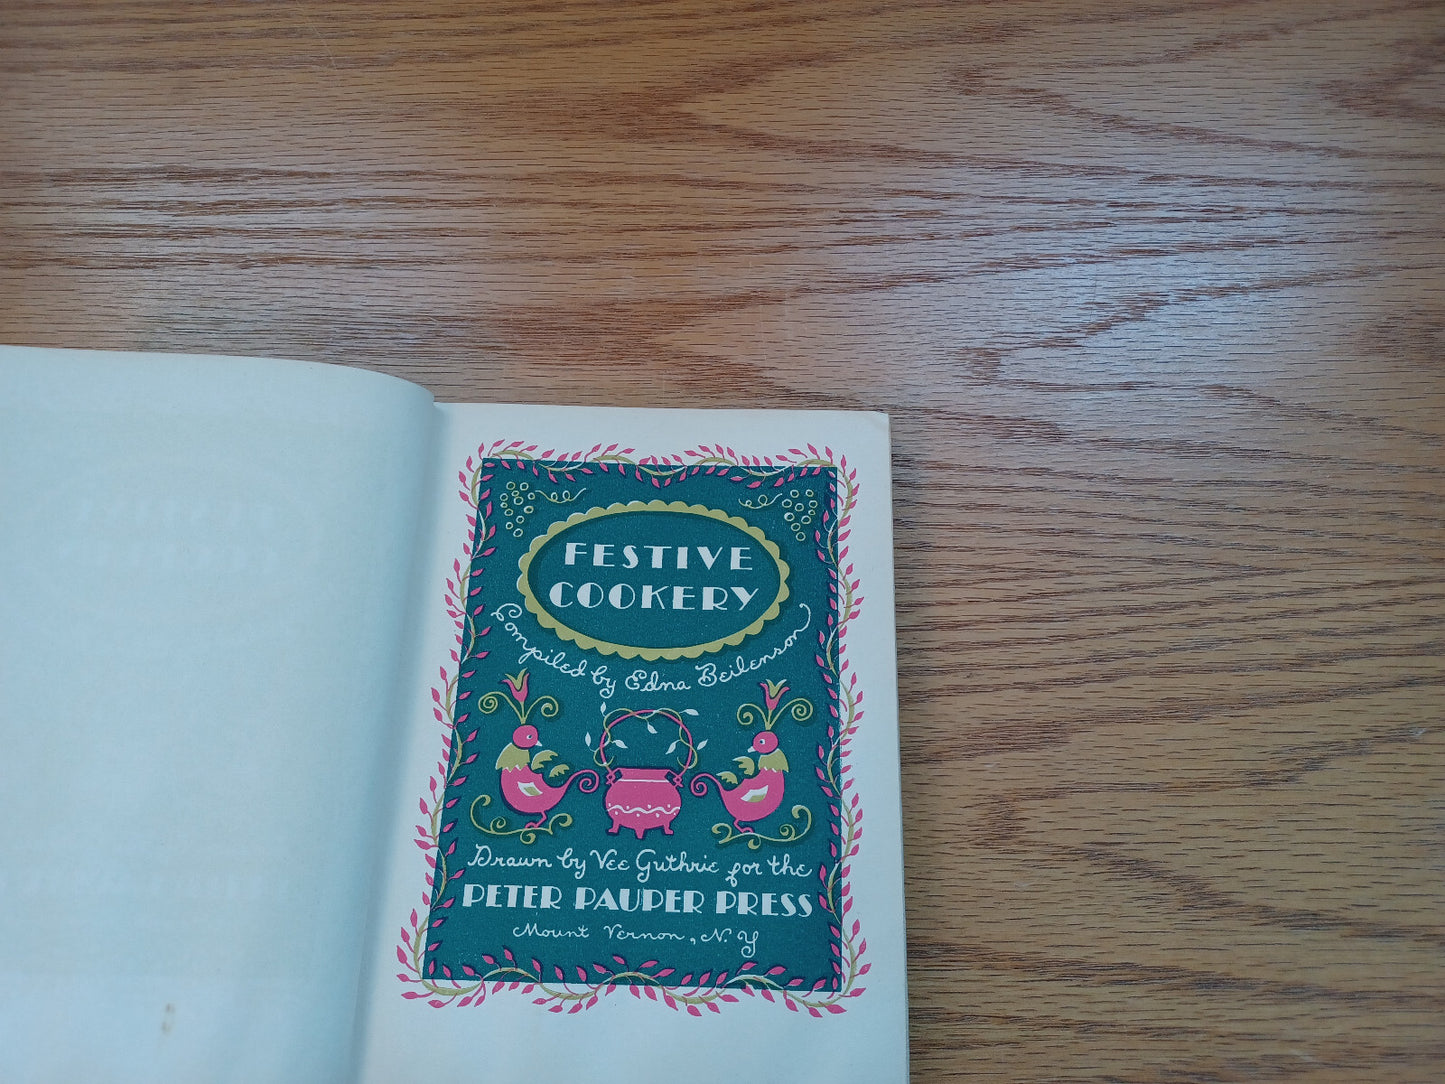 FESTIVE
COOKERY
Compiled by Edna Beilenson
Drawn by Vee Guthrie for the
PETER PAUPER PRESS
Mount Vernon, N. Y